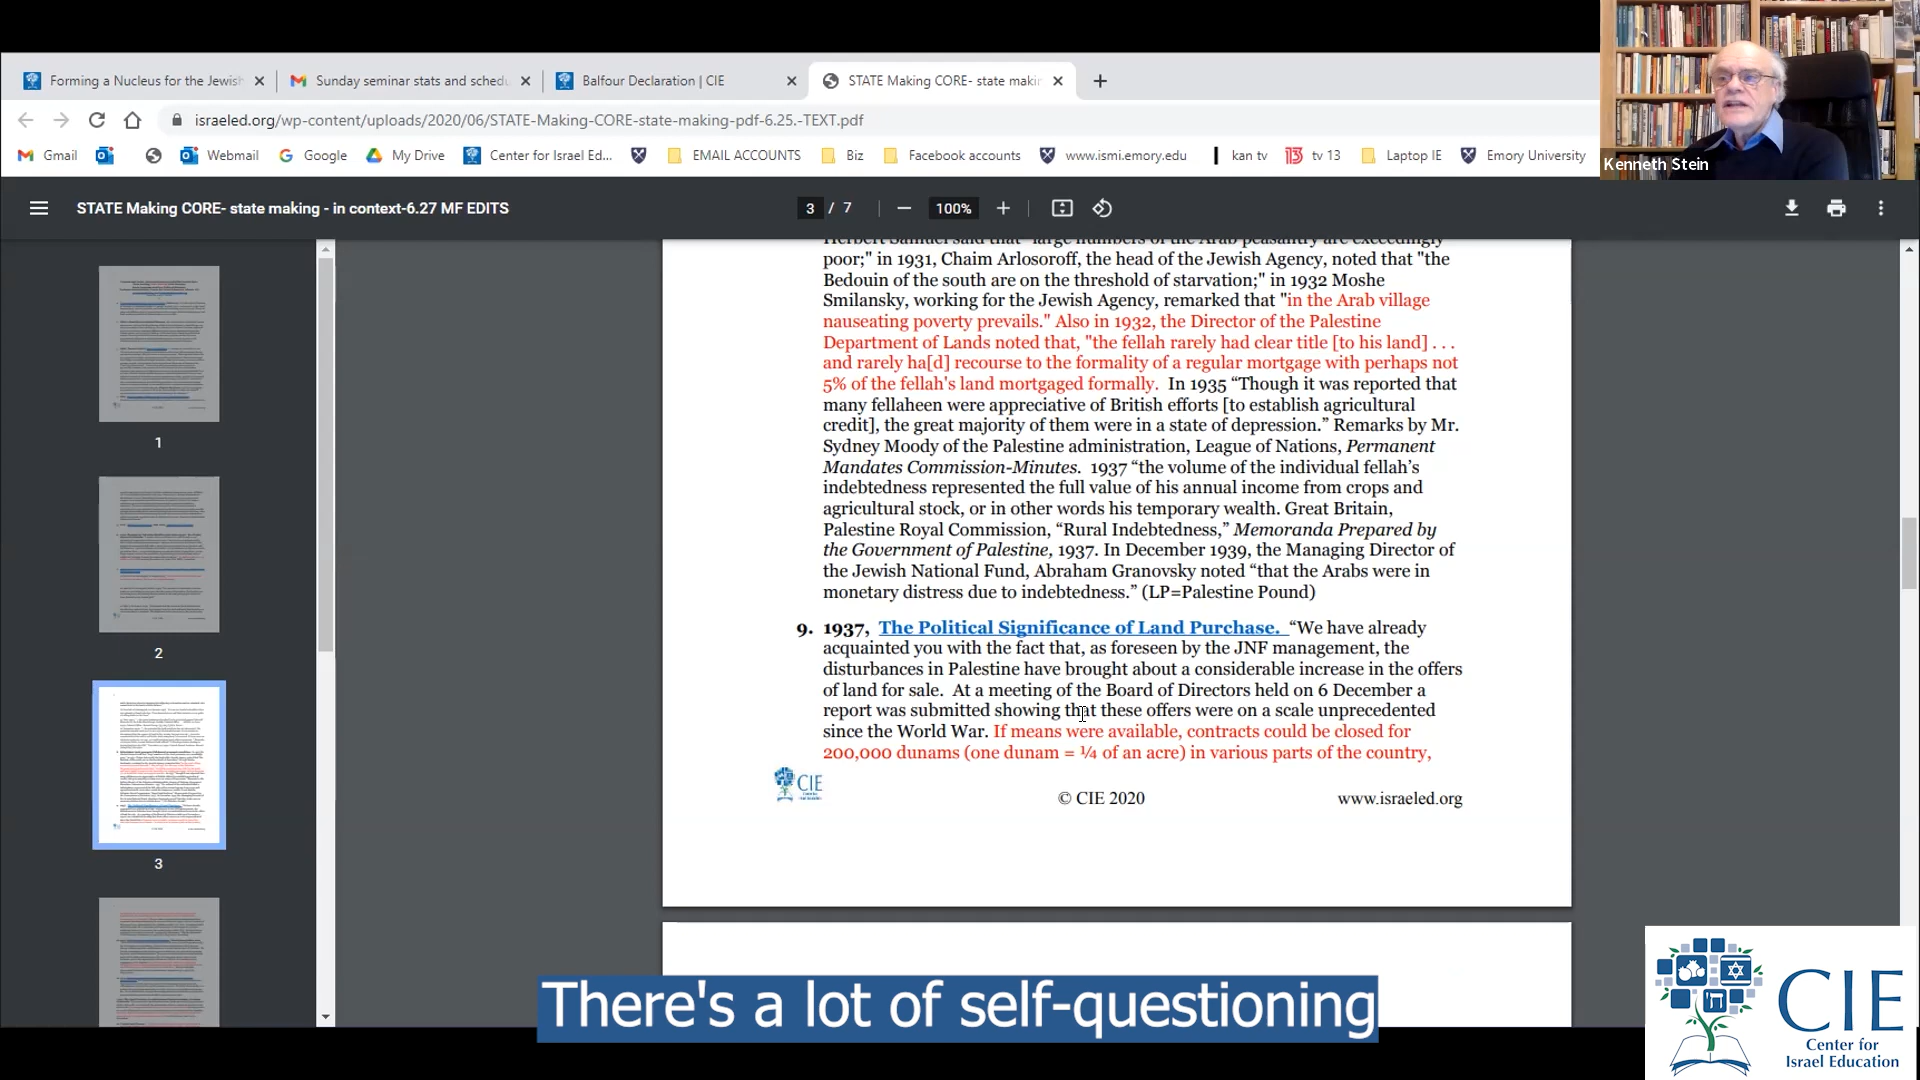 Forming a Nucleus for the Jewish
Sunday seminar stats and schedu
Balfour Declaration | CIE
STATE Making CORE- state makin
israeled.org/wp-content/uploads/2020/06/STATE-Making-CORE-state-making-pdf-6.25.-TEXT.pdf
Gmail
Webmail
Google
My Drive
Center for Israel Ed...
EMAIL ACCOUNTS
Biz
Facebook accounts
www.ismi.emory.edu
kan tv
13 tv 13
Laptop IE
Emory University
Kenneth Stein
STATE Making CORE- state making - in context-6.27 MF EDITS
3 / 7
100%
1
2
3
Herbert Samuel said that "large numbers of the Arab peasantry are exceedingly
poor;" in 1931, Chaim Arlosoroff, the head of the Jewish Agency, noted that "the
Bedouin of the south are on the threshold of starvation;" in 1932 Moshe
Smilansky, working for the Jewish Agency, remarked that "in the Arab village
nauseating poverty prevails." Also in 1932, the Director of the Palestine
Department of Lands noted that, "the fellah rarely had clear title [to his land] . . .
and rarely ha[d] recourse to the formality of a regular mortgage with perhaps not
5% of the fellah's land mortgaged formally. In 1935 “Though it was reported that
many fellaheen were appreciative of British efforts [to establish agricultural
credit], the great majority of them were in a state of depression.” Remarks by Mr.
Sydney Moody of the Palestine administration, League of Nations, Permanent
Mandates Commission-Minutes. 1937 “the volume of the individual fellah’s
indebtedness represented the full value of his annual income from crops and
agricultural stock, or in other words his temporary wealth. Great Britain,
Palestine Royal Commission, “Rural Indebtedness,” Memoranda Prepared by
the Government of Palestine, 1937. In December 1939, the Managing Director of
the Jewish National Fund, Abraham Granovsky noted “that the Arabs were in
monetary distress due to indebtedness.” (LP=Palestine Pound)
9. 1937, The Political Significance of Land Purchase. “We have already
acquainted you with the fact that, as foreseen by the JNF management, the
disturbances in Palestine have brought about a considerable increase in the offers
of land for sale. At a meeting of the Board of Directors held on 6 December a
report was submitted showing that these offers were on a scale unprecedented
since the World War. If means were available, contracts could be closed for
200,000 dunams (one dunam = ¼ of an acre) in various parts of the country,
CIE
© CIE 2020
www.israeled.org
There's a lot of self-questioning
CIE
Center for
Israel Education